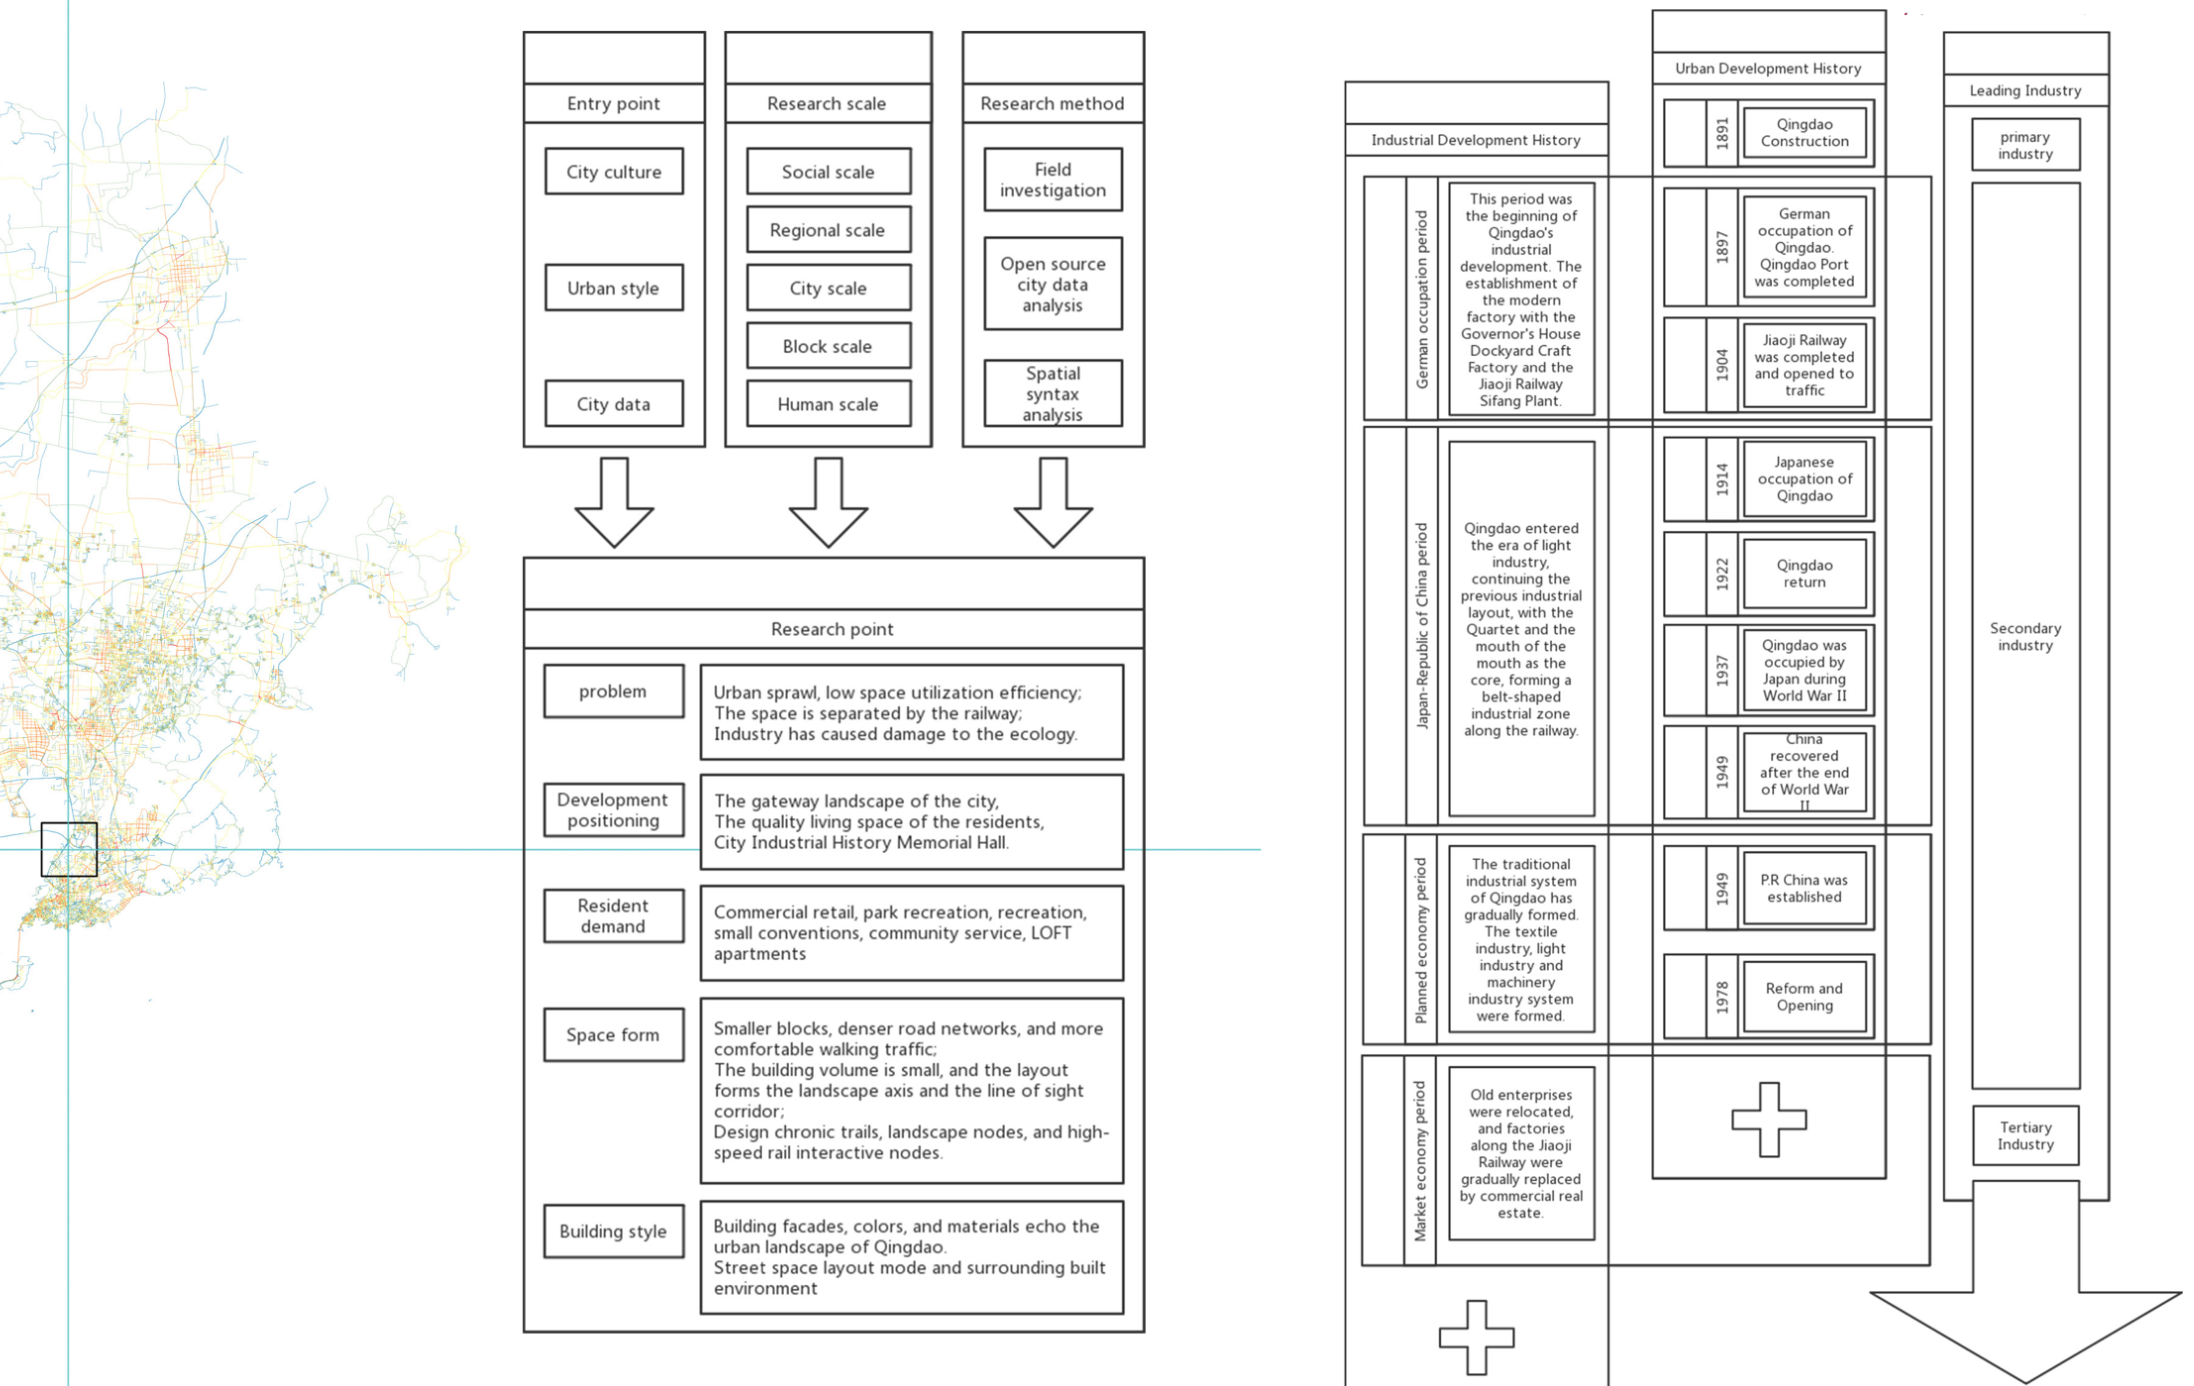 Entry point
City culture
Urban style
City data
Research scale
Social scale
Regional scale
City scale
Block scale
Human scale
Research method
Field
investigation
Open source
city data
analysis
Spatial
syntax
analysis
Research point
problem
Urban sprawl, low space utilization efficiency;
The space is separated by the railway;
Industry has caused damage to the ecology.
Development
positioning
The gateway landscape of the city,
The quality living space of the residents,
City Industrial History Memorial Hall.
Resident
demand
Commercial retail, park recreation, recreation,
small conventions, community service, LOFT
apartments
Space form
Smaller blocks, denser road networks, and more
comfortable walking traffic;
The building volume is small, and the layout
forms the landscape axis and the line of sight
corridor;
Design chronic trails, landscape nodes, and high-
speed rail interactive nodes.
Building style
Building facades, colors, and materials echo the
urban landscape of Qingdao.
Street space layout mode and surrounding built
environment
Industrial Development History
German occupation period
This period was
the beginning of
Qingdao's
industrial
development. The
establishment of
the modern
factory with the
Governor's House
Dockyard Craft
Factory and the
Jiaoji Railway
Sifang Plant.
Japan-Republic of China period
Qingdao entered
the era of light
industry,
continuing the
previous industrial
layout, with the
Quartet and the
mouth of the
mouth as the
core, forming a
belt-shaped
industrial zone
along the railway.
Planned economy period
The traditional
industrial system
of Qingdao has
gradually formed.
The textile
industry, light
industry and
machinery
industry system
were formed.
Market economy period
Old enterprises
were relocated,
and factories
along the Jiaoji
Railway were
gradually replaced
by commercial real
estate.
Urban Development History
1891
Qingdao
Construction
1897
German
occupation of
Qingdao.
Qingdao Port
was completed
1904
Jiaoji Railway
was completed
and opened to
traffic
1914
Japanese
occupation of
Qingdao
1922
Qingdao
return
1937
Qingdao was
occupied by
Japan during
World War II
1949
China
recovered
after the end
of World War
II
1949
P.R China was
established
1978
Reform and
Opening
Leading Industry
primary
industry
Secondary
industry
Tertiary
Industry